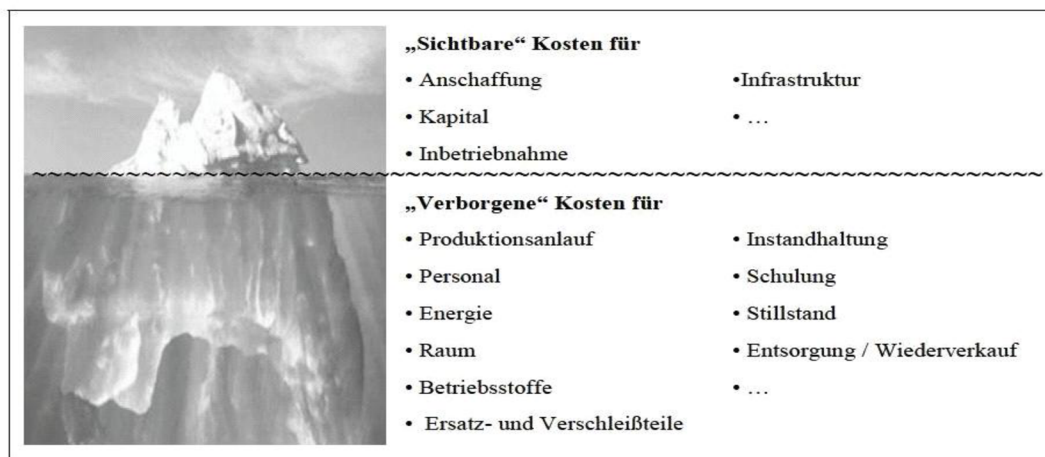 „Sichtbare“ Kosten für
• Anschaffung
•Infrastruktur
• Kapital
• …
• Inbetriebnahme
„Verborgene“ Kosten für
• Produktionsanlauf
• Instandhaltung
• Personal
• Schulung
• Energie
• Stillstand
• Raum
• Entsorgung / Wiederverkauf
• Betriebsstoffe
• …
• Ersatz- und Verschleißteile